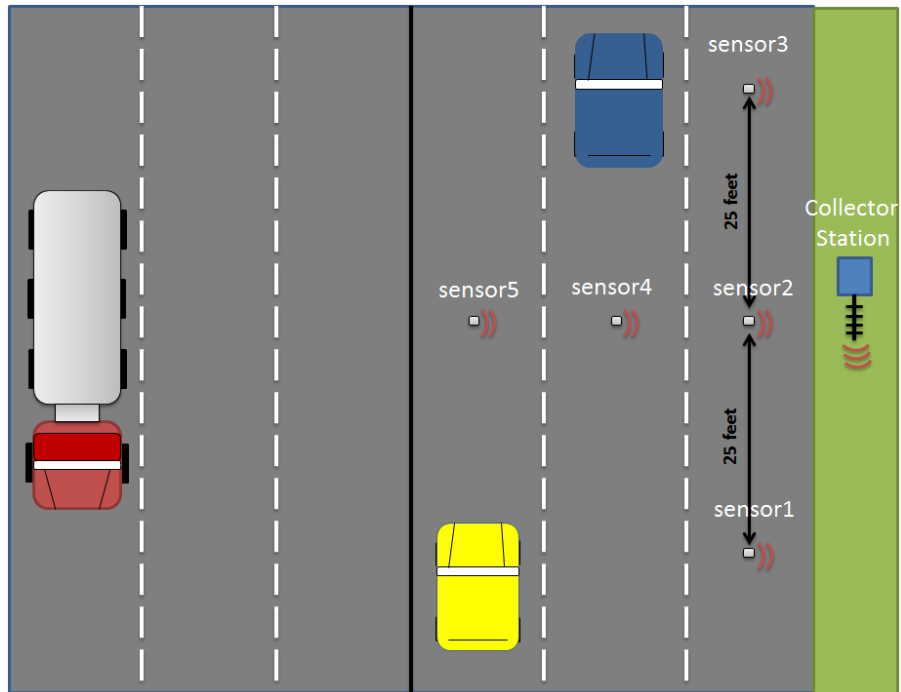 sensor3
25 feet
Collector
Station
sensor5
sensor4
sensor2
25 feet
sensor1